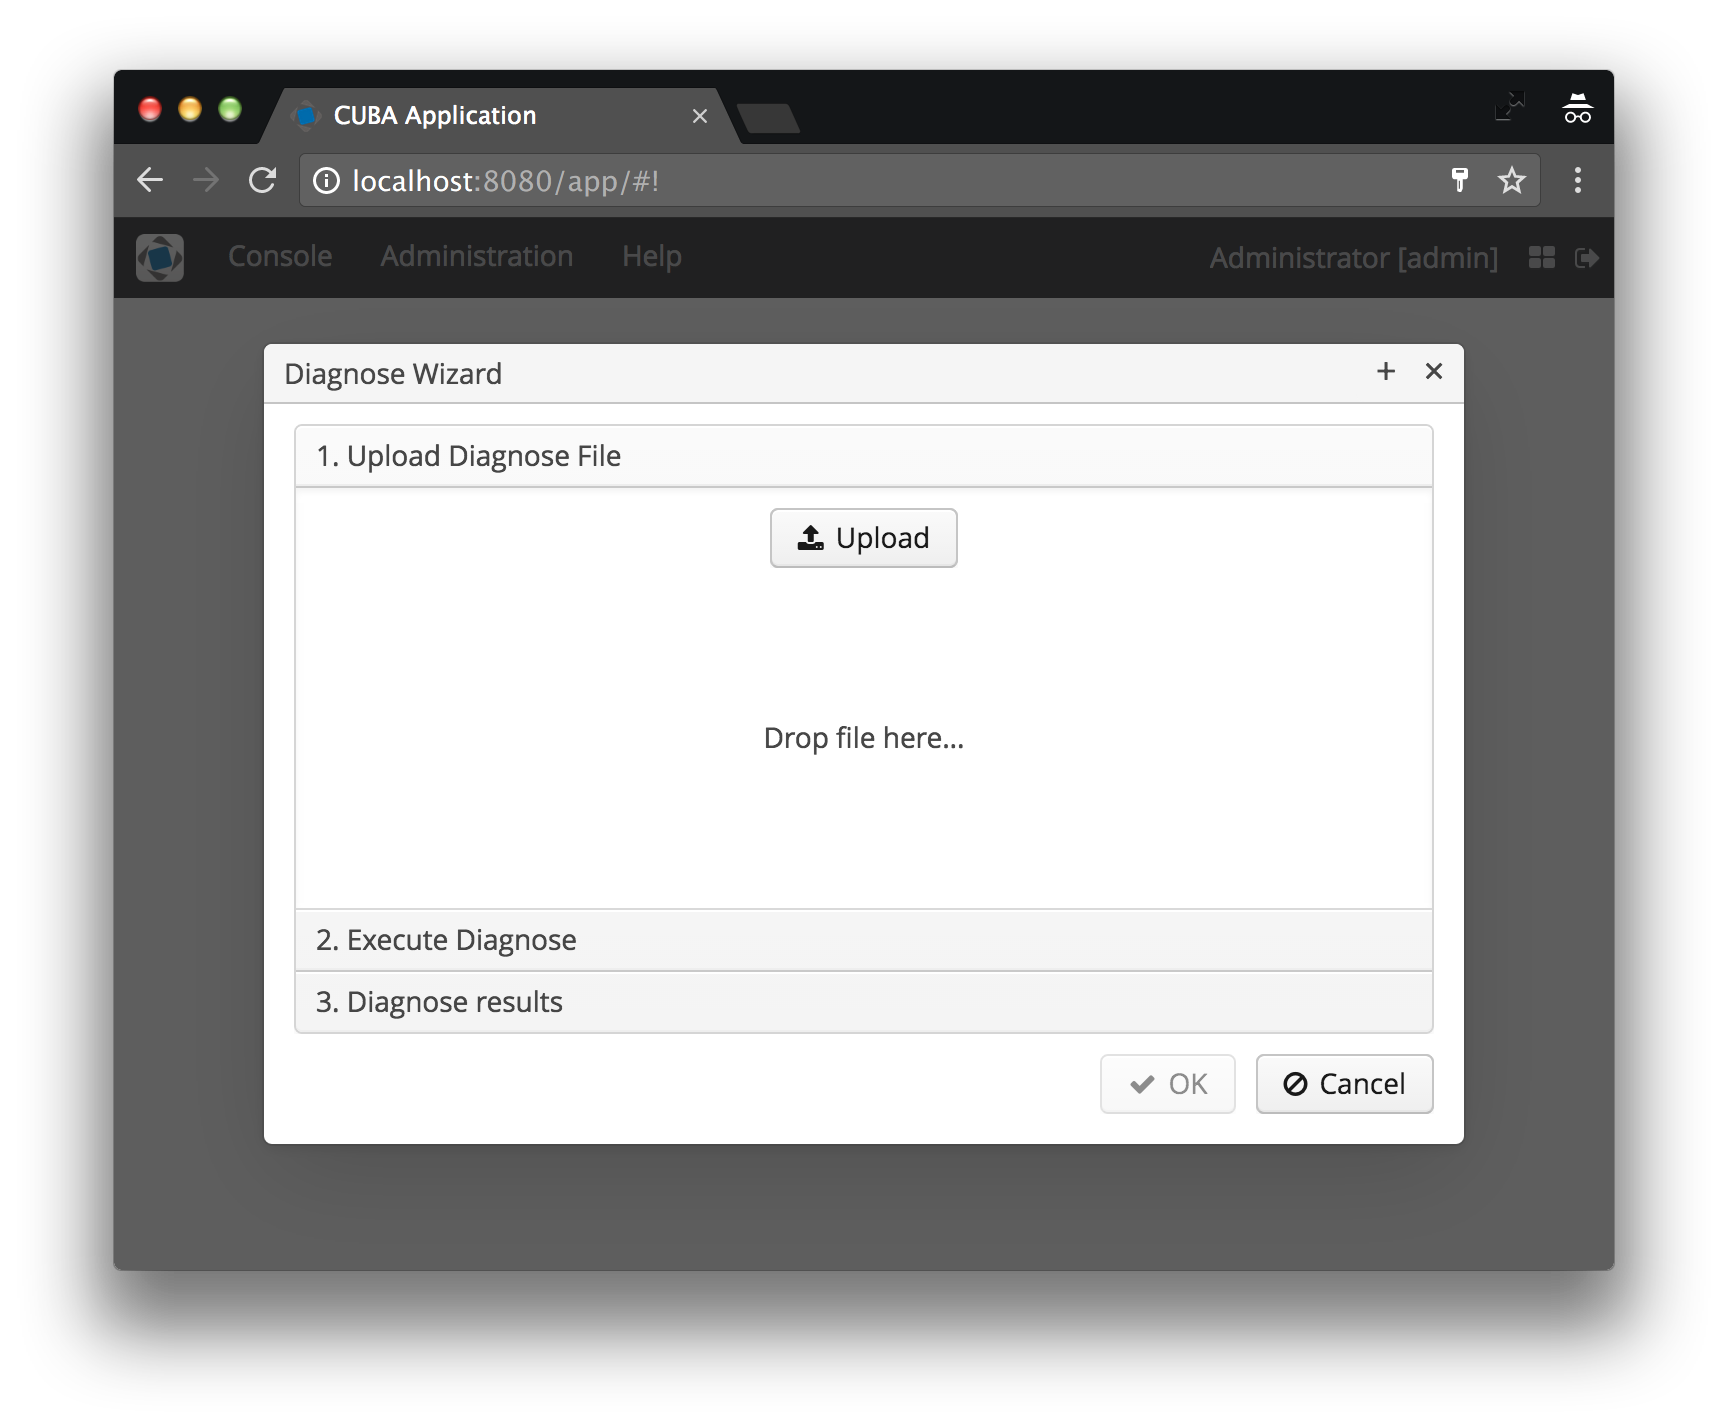 CUBA Application
localhost:8080/app/#!
Console Administration Help Administrator [admin]
Diagnose Wizard
1. Upload Diagnose File
Upload
Drop file here...
2. Execute Diagnose
3. Diagnose results
OK Cancel